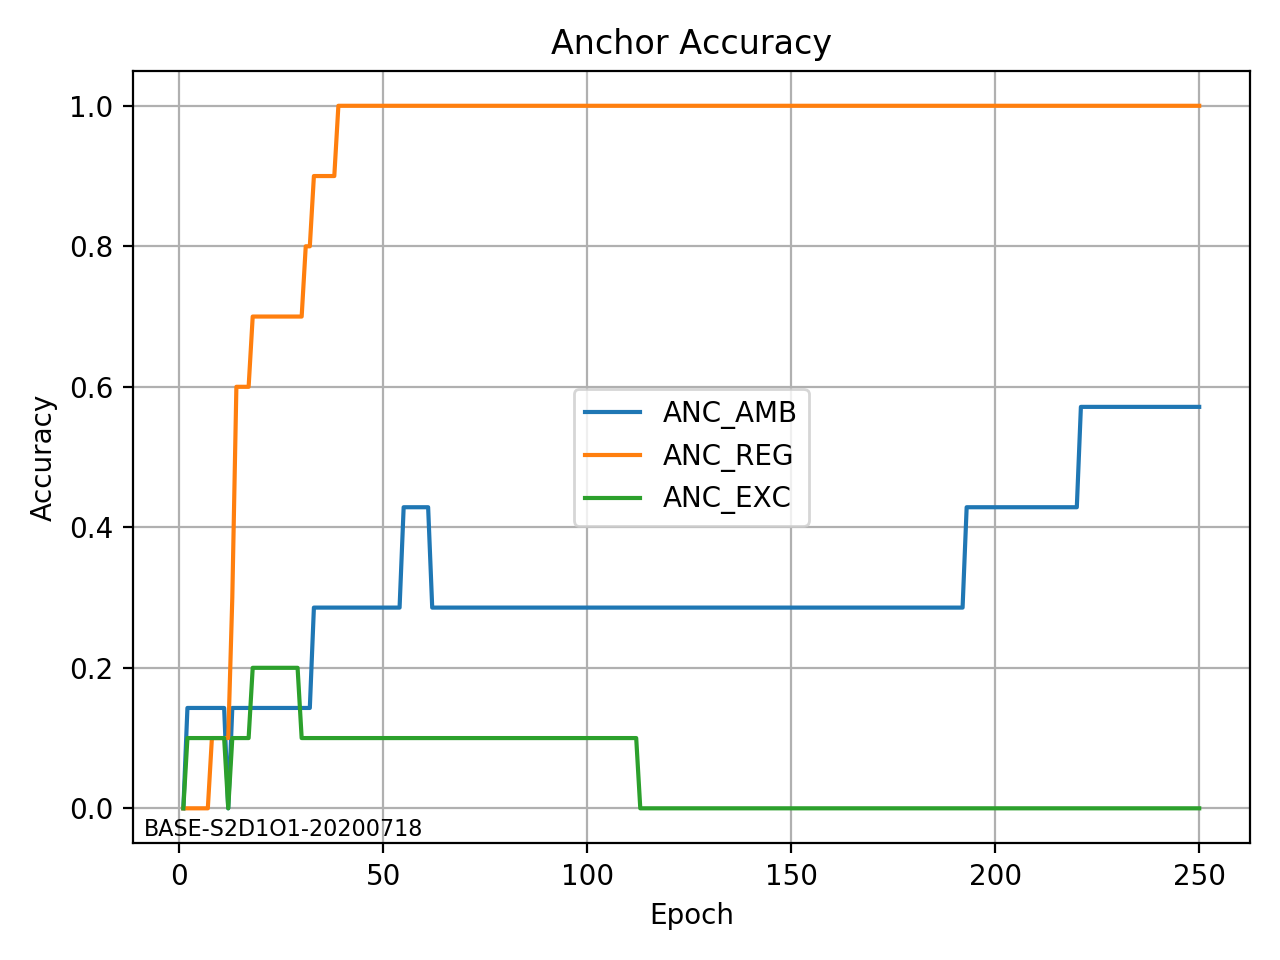 Anchor Accuracy
Accuracy
1.0
0.8
0.6
0.4
0.2
0.0
ANC_AMB
ANC_REG
ANC_EXC
BASE-S2D1O1-20200718
0 50 100 150 200 250
Epoch